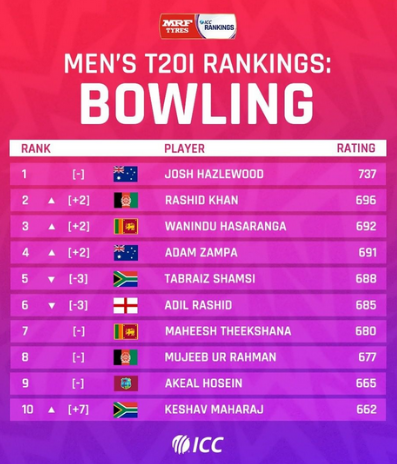 MRF
TYRES
ICC
RANKINGS
MEN'S T20I RANKINGS:
BOWLING
RANK PLAYER RATING
1 [-] JOSH HAZLEWOOD 737
2 ▲ [+2] RASHID KHAN 696
3 ▲ [+2] WANINDU HASARANGA 692
4 ▲ [+2] ADAM ZAMPA 691
5 ▼ [-3] TABRAIZ SHAMSI 688
6 ▼ [-3] ADIL RASHID 685
7 [-] MAHEESH THEEKSHANA 680
8 [-] MUJEEB UR RAHMAN 677
9 [-] AKEAL HOSEIN 665
10 ▲ [+7] KESHAV MAHARAJ 662
ICC